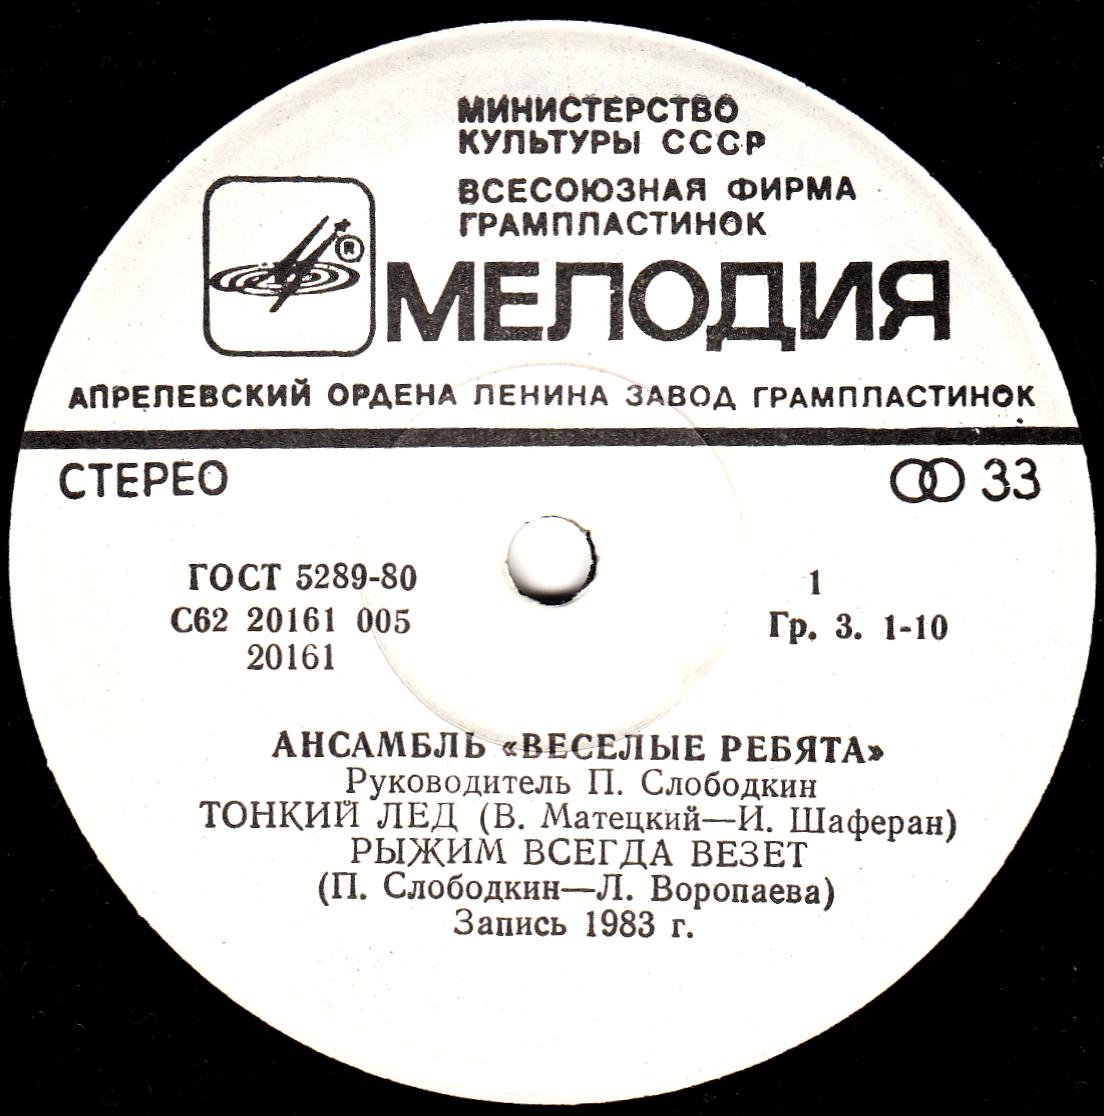 МИНИСТЕРСТВО
КУЛЬТУРЫ СССР
ВСЕСОЮЗНАЯ ФИРМА
ГРАМПЛАСТИНОК
®
МЕЛОДИЯ
АПРЕЛЕВСКИЙ ОРДЕНА ЛЕНИНА ЗАВОД ГРАМПЛАСТИНОК
СТЕРЕО 33
ГОСТ 5289-80 1
С62 20161 005 Гр. 3. 1-10
20161
АНСАМБЛЬ «ВЕСЕЛЫЕ РЕБЯТА»
Руководитель П. Слободкин
ТОНКИЙ ЛЕД (В. Матецкий—И. Шаферан)
РЫЖИМ ВСЕГДА ВЕЗЕТ
(П. Слободкин—Л. Воропаева)
Запись 1983 г.